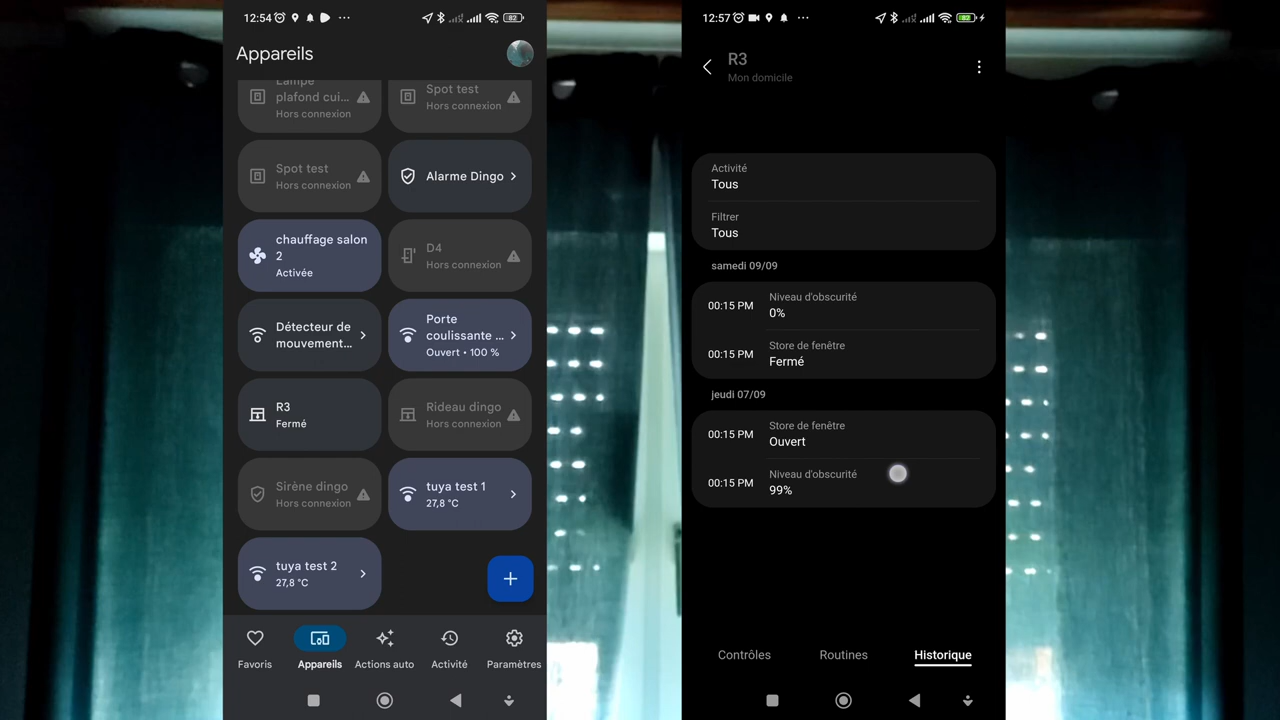 12:54
82
Appareils
Lampe
plafond cui...
Hors connexion
Spot test
Hors connexion
Spot test
Hors connexion
Alarme Dingo
chauffage salon
2
Activée
D4
Hors connexion
Détecteur de
mouvement...
Porte
coulissante ...
Ouvert • 100 %
R3
Fermé
Rideau dingo
Hors connexion
Sirène dingo
Hors connexion
tuya test 1
27,8 °C
tuya test 2
27,8 °C
+
Favoris
Appareils
Actions auto
Activité
Paramètres
12:57
82
R3
Mon domicile
Activité
Tous
Filtrer
Tous
samedi 09/09
00:15 PM
Niveau d'obscurité
0%
00:15 PM
Store de fenêtre
Fermé
jeudi 07/09
00:15 PM
Store de fenêtre
Ouvert
00:15 PM
Niveau d'obscurité
99%
Contrôles
Routines
Historique